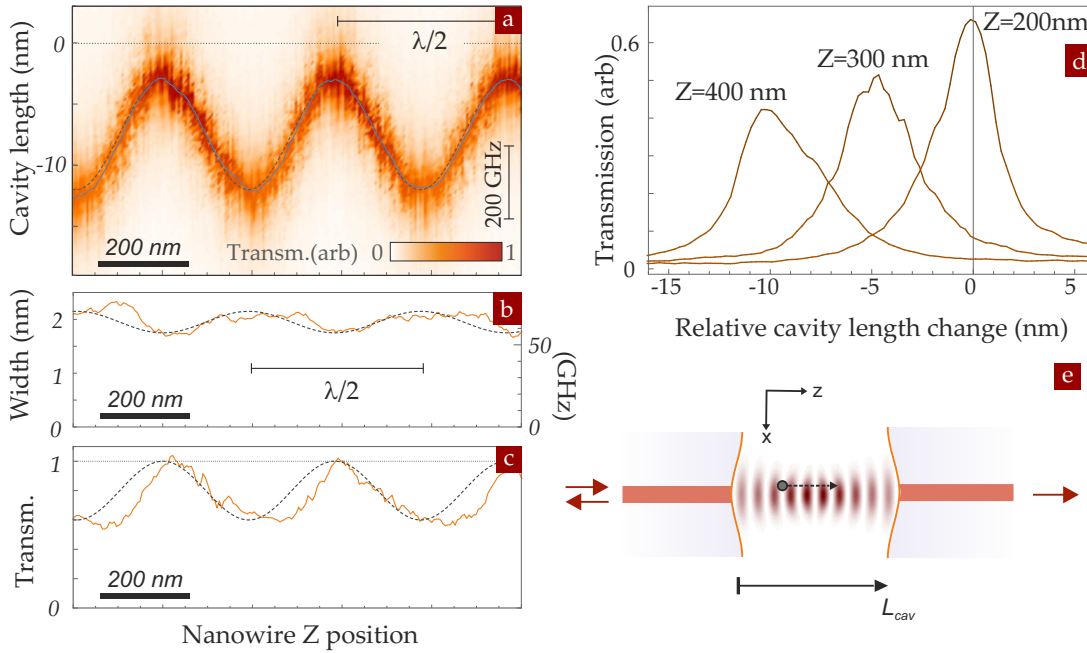 a
Cavity length (nm)
0
-10
λ/2
200 GHz
200 nm
Transm.(arb)
0
1
b
Width (nm)
2
1
0
λ/2
200 nm
50
0
(GHz)
c
Transm.
1
0
200 nm
Nanowire Z position
d
Transmission (arb)
0.6
0
Z=400 nm
Z=300 nm
Z=200nm
-15
-10
-5
0
5
Relative cavity length change (nm)
e
z
x
L cav